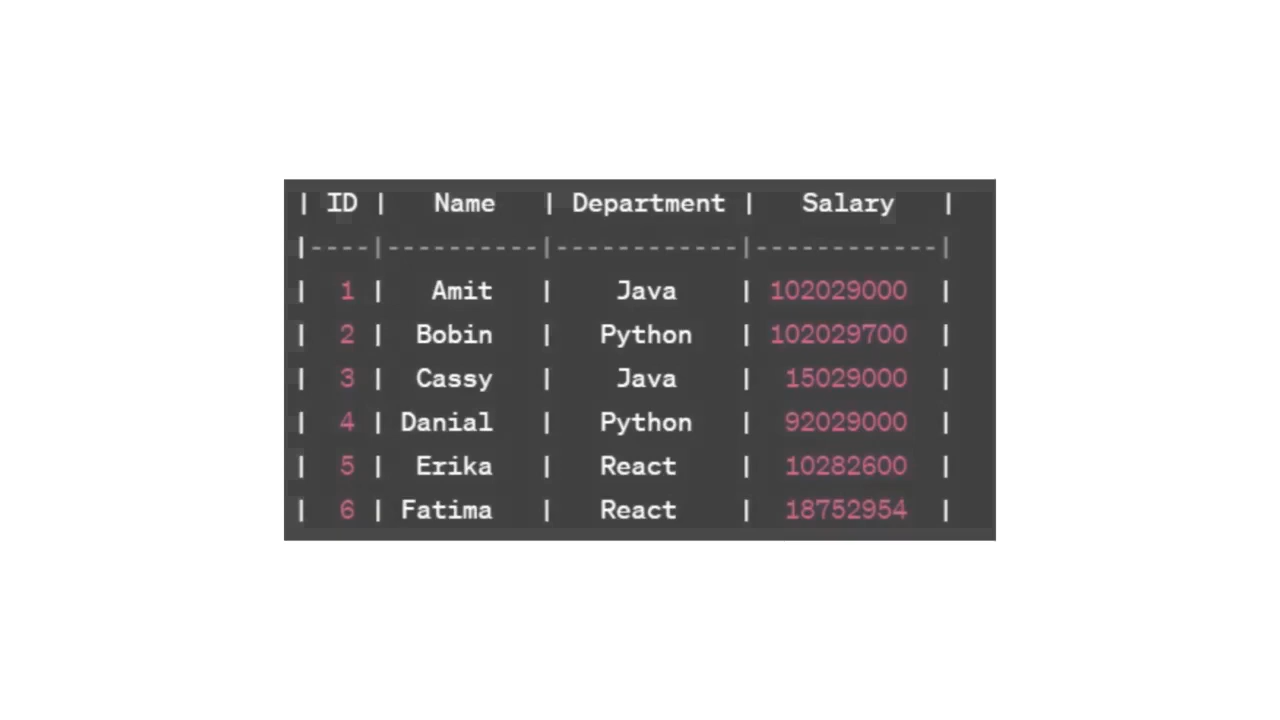 | ID |   Name   | Department |   Salary   |
|----|----------|------------|------------|
|  1 |   Amit   |    Java    | 102029000  |
|  2 |  Bobin   |   Python   | 102029700  |
|  3 |  Cassy   |    Java    |  15029000  |
|  4 | Danial   |   Python   |  92029000  |
|  5 |  Erika   |   React    |  10282600  |
|  6 | Fatima   |   React    |  18752954  |